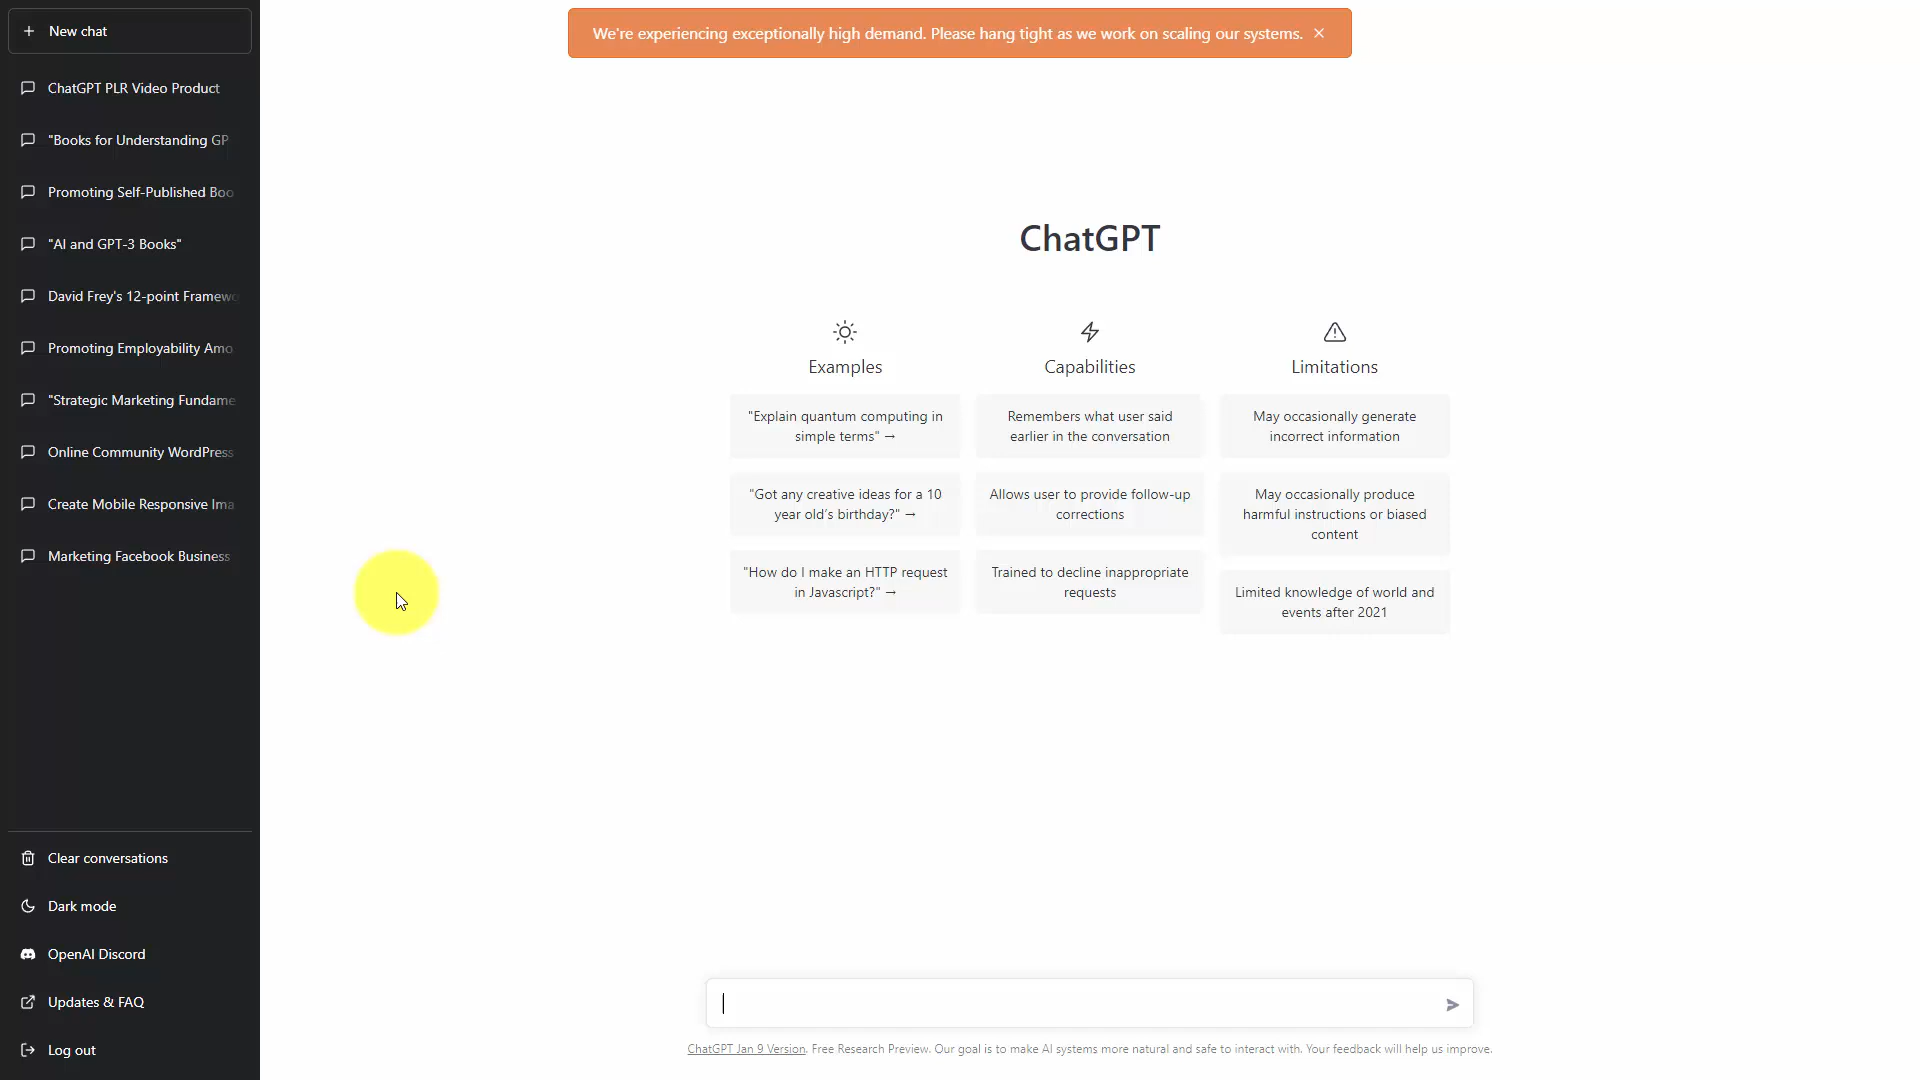 New chat
ChatGPT PLR Video Product
"Books for Understanding GP
Promoting Self-Published Boo
"AI and GPT-3 Books"
David Frey's 12-point Framewo
Promoting Employability Amo
"Strategic Marketing Fundame
Online Community WordPress
Create Mobile Responsive Ima
Marketing Facebook Business
Clear conversations
Dark mode
OpenAI Discord
Updates & FAQ
Log out
We're experiencing exceptionally high demand. Please hang tight as we work on scaling our systems.
ChatGPT
Examples
"Explain quantum computing in
simple terms" →
"Got any creative ideas for a 10
year old's birthday?" →
"How do I make an HTTP request
in Javascript?" →
Capabilities
Remembers what user said
earlier in the conversation
Allows user to provide follow-up
corrections
Trained to decline inappropriate
requests
Limitations
May occasionally generate
incorrect information
May occasionally produce
harmful instructions or biased
content
Limited knowledge of world and
events after 2021
ChatGPT Jan 9 Version. Free Research Preview. Our goal is to make AI systems more natural and safe to interact with. Your feedback will help us improve.